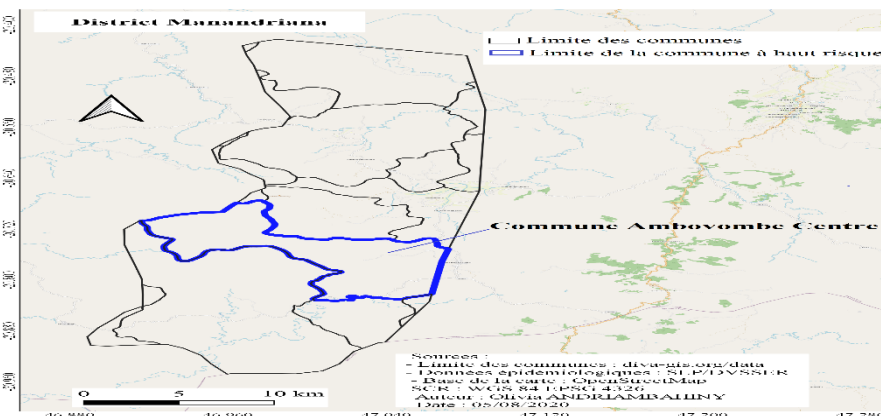 District Manandriana
Limite des communes
Limite de la commune à haut risque
Commune Ambovombe Centre
0 5 10 km
Sources :
- Limite des communes : diva-gis.org/data
- Données épidémiologiques : SLP/DVSSER
- Base de la carte : OpenStreetMap
SCR : WGS 84 EPSG 4326
Auteur : Olivia ANDRIAMBAHINY
Date : 05/08/2020